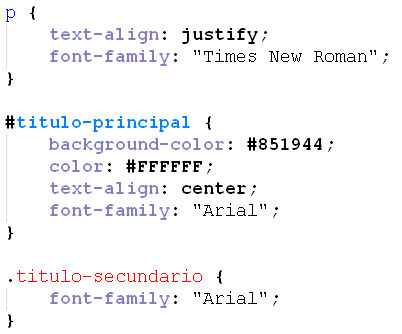 p {
    text-align: justify;
    font-family: "Times New Roman";
}
#titulo-principal {
    background-color: #851944;
    color: #FFFFFF;
    text-align: center;
    font-family: "Arial";
}
.titulo-secundario {
    font-family: "Arial";
}